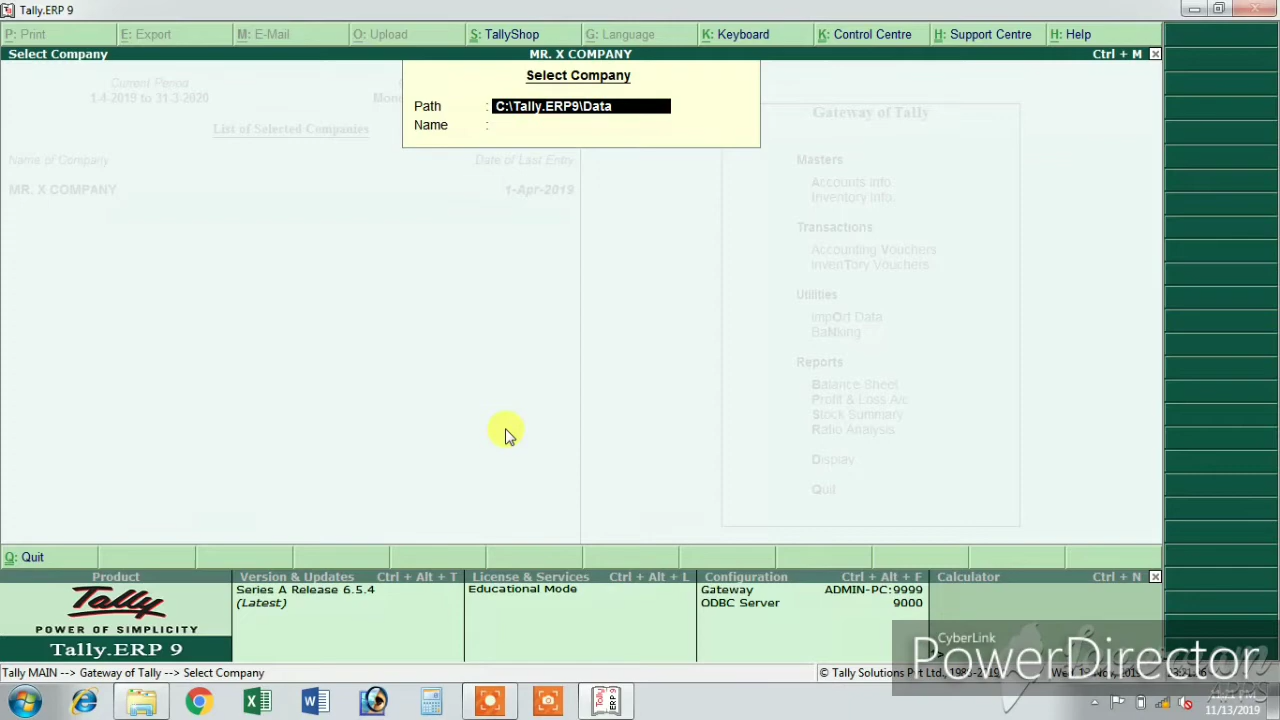 Tally.ERP 9
P: Print
E: Export
M: E-Mail
O: Upload
S: TallyShop
G: Language
K: Keyboard
K: Control Centre
H: Support Centre
H: Help
Select Company
MR. X COMPANY
Ctrl + M
Select Company
Path : C:\Tally.ERP9\Data
Name :
Current Period
1-4-2019 to 31-3-2020
List of Selected Companies
Name of Company
Date of Last Entry
MR. X COMPANY
1-Apr-2019
Gateway of Tally
Masters
Accounts Info.
Inventory Info.
Transactions
Accounting Vouchers
InvenTory Vouchers
Utilities
ImpOrt Data
BaNking
Reports
Balance Sheet
Profit & Loss A/c
Stock Summary
Ratio Analysis
Display
Quit
Q: Quit
Product
Version & Updates Ctrl + Alt + T
License & Services Ctrl + Alt + L
Configuration Ctrl + Alt + F
Calculator Ctrl + N
Tally
POWER OF SIMPLICITY
Tally.ERP 9
Series A Release 6.5.4
(Latest)
Educational Mode
Gateway ADMIN-PC:9999
ODBC Server 9000
CyberLink
PowerDirector
Tally MAIN --> Gateway of Tally --> Select Company
© Tally Solutions Pvt Ltd.,
11/13/2019